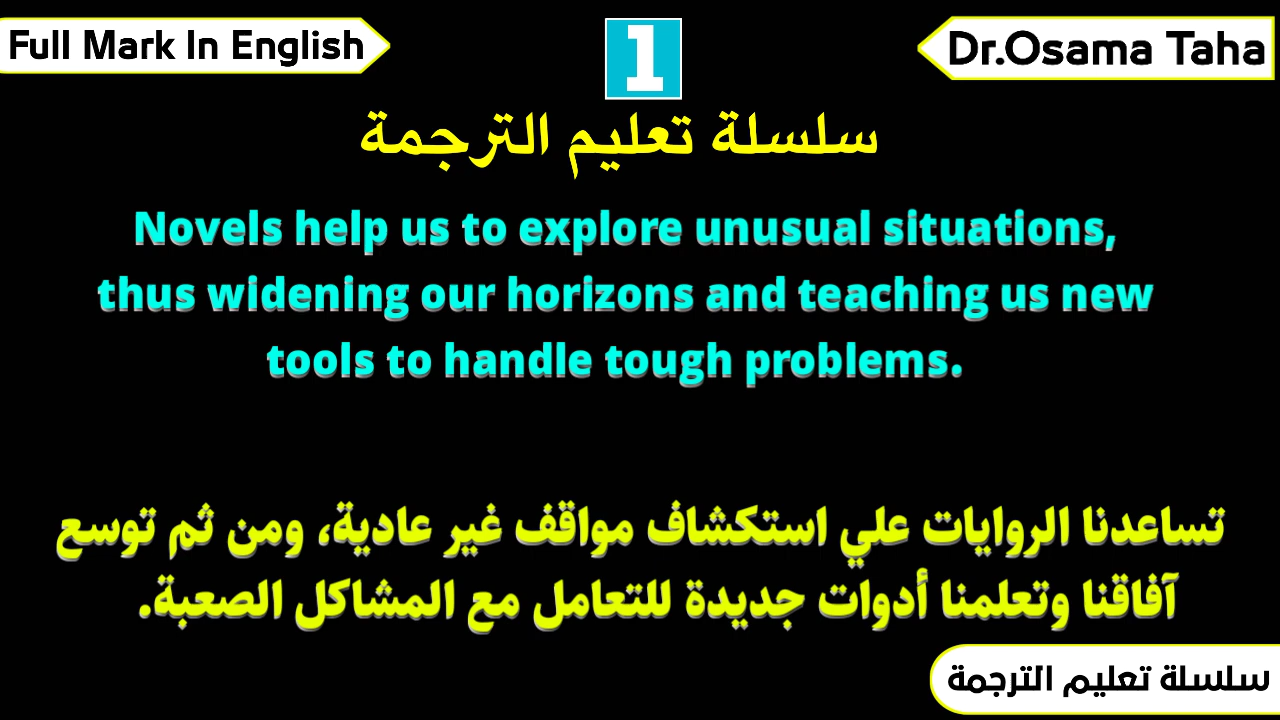 Full Mark In English
1
Dr.Osama Taha
سلسلة تعليم الترجمة
Novels help us to explore unusual situations,
thus widening our horizons and teaching us new
tools to handle tough problems.
تساعدنا الروايات علي استكشاف مواقف غير عادية، ومن ثم توسع
آفاقنا وتعلمنا أدوات جديدة للتعامل مع المشاكل الصعبة.
سلسلة تعليم الترجمة